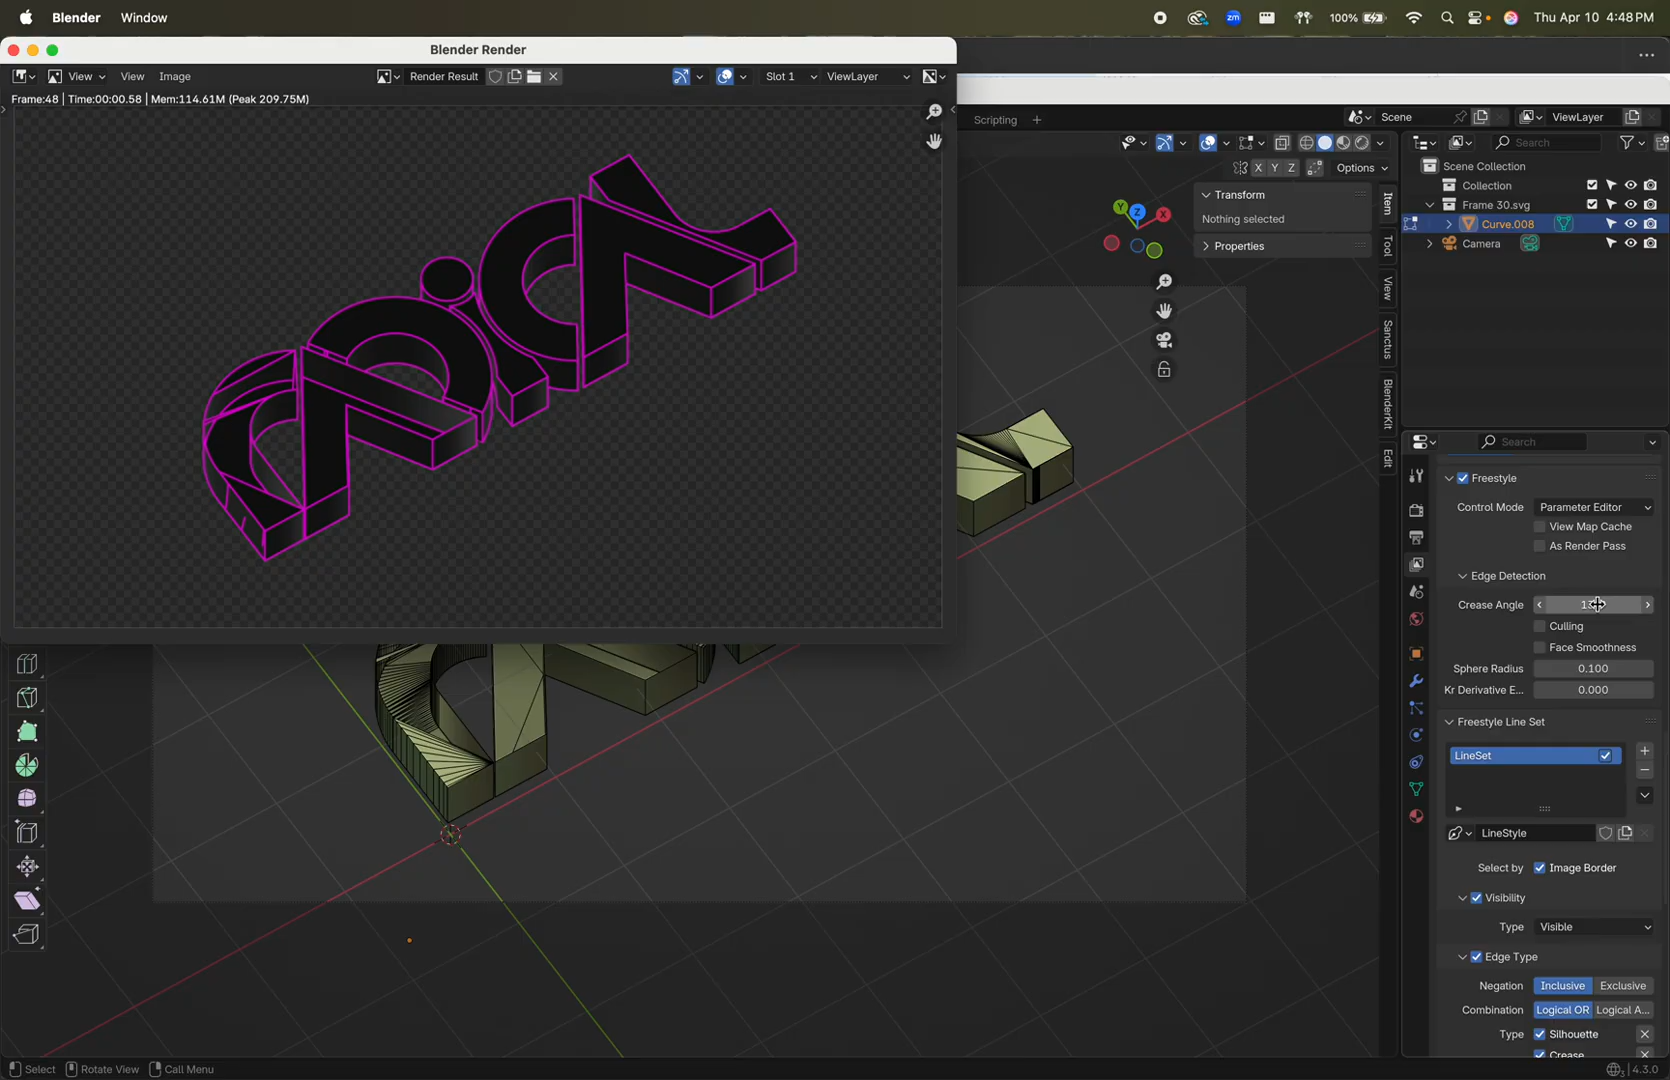 Blender Window
100% zm Thu Apr 10 4:48 PM
Blender Render
View View Image Render Result Slot 1 ViewLayer
Frame:48 | Time:00:00.58 | Mem:114.61M (Peak 209.75M)
Scripting + Scene ViewLayer
Search
X Y Z Options
Scene Collection
Collection
Frame 30.svg
Curve.008
Camera
Transform
Nothing selected
Properties
Y Z X
Item
Tool
View
Sanctus
BlenderKit
Edit
Search
Freestyle
Control Mode Parameter Editor
View Map Cache
As Render Pass
Edge Detection
Crease Angle
Culling
Face Smoothness
Sphere Radius 0.100
Kr Derivative E... 0.000
Freestyle Line Set
LineSet
LineStyle
Select by Image Border
Visibility
Type Visible
Edge Type
Negation Inclusive Exclusive
Combination Logical OR Logical A...
Type Silhouette
Crease
Select Rotate View Call Menu
3 4.3.0